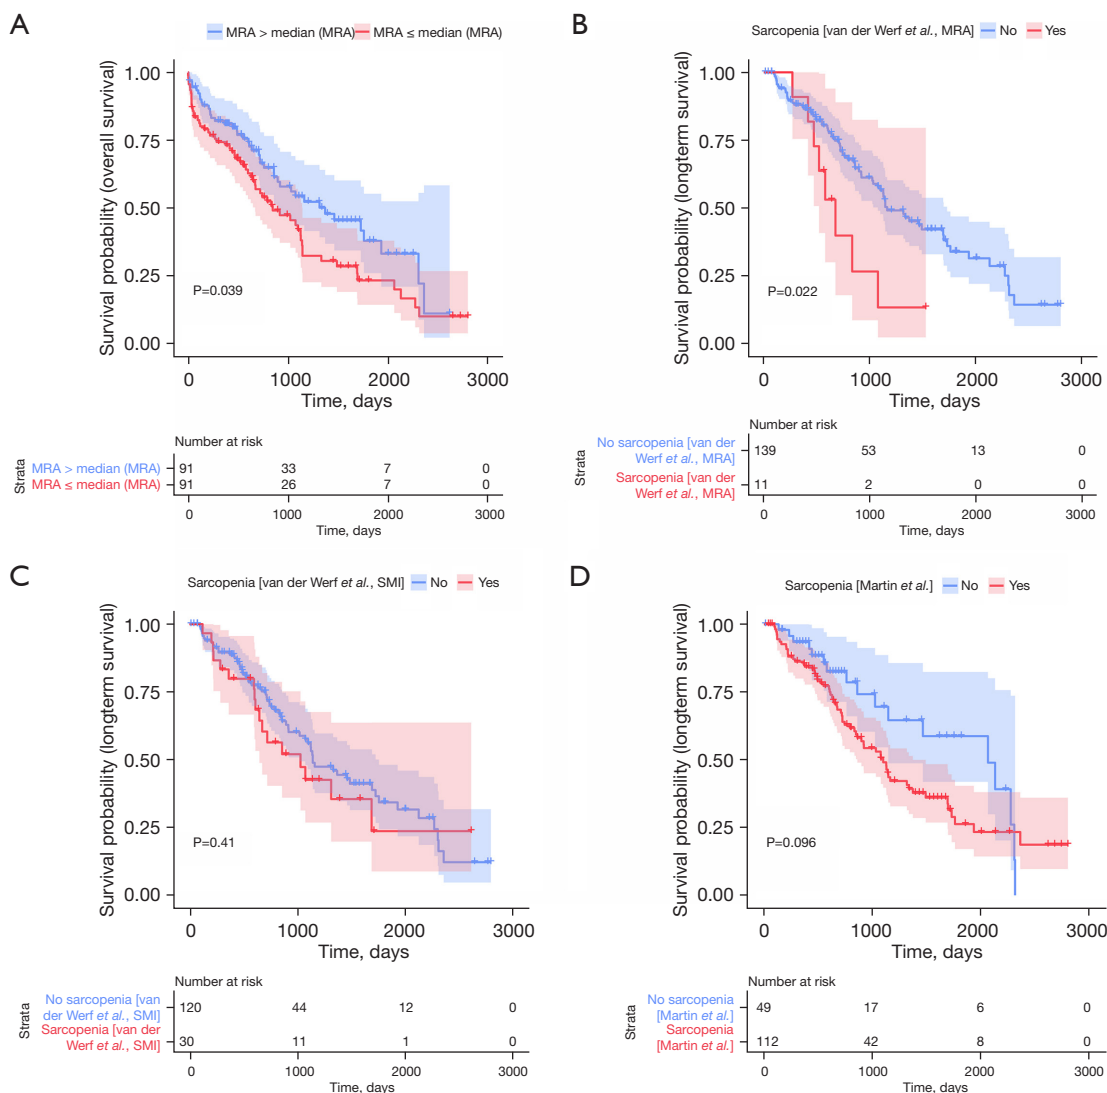 A
MRA > median (MRA) MRA ≤ median (MRA)
Survival probability (overall survival)
1.00
0.75
0.50
0.25
0.00
P=0.039
0 1000 2000 3000
Time, days
Number at risk
Strata
MRA > median (MRA) 91 33 7 0
MRA ≤ median (MRA) 91 26 7 0
0 1000 2000 3000
Time, days
B
Sarcopenia [van der Werf et al., MRA] No Yes
Survival probability (longterm survival)
1.00
0.75
0.50
0.25
0.00
P=0.022
0 1000 2000 3000
Time, days
Number at risk
Strata
No sarcopenia [van der
Werf et al., MRA]
139 53 13 0
Sarcopenia [van der
Werf et al., MRA]
11 2 0 0
0 1000 2000 3000
Time, days
C
Sarcopenia [van der Werf et al., SMI] No Yes
Survival probability (longterm survival)
1.00
0.75
0.50
0.25
0.00
P=0.41
0 1000 2000 3000
Time, days
Number at risk
Strata
No sarcopenia [van
der Werf et al., SMI]
120 44 12 0
Sarcopenia [van der
Werf et al., SMI]
30 11 1 0
0 1000 2000 3000
Time, days
D
Sarcopenia [Martin et al.] No Yes
Survival probability (longterm survival)
1.00
0.75
0.50
0.25
0.00
P=0.096
0 1000 2000 3000
Time, days
Number at risk
Strata
No sarcopenia
[Martin et al.]
49 17 6 0
Sarcopenia
[Martin et al.]
112 42 8 0
0 1000 2000 3000
Time, days